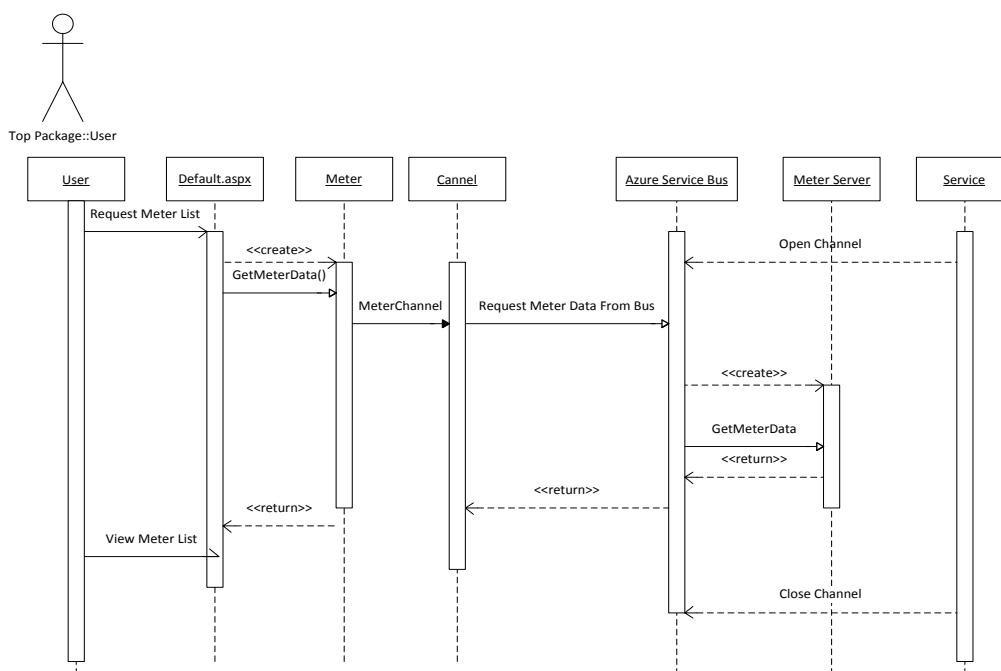 Top Package::User
User
Default.aspx
Meter
Cannel
Azure Service Bus
Meter Server
Service
Request Meter List
<<create>>
Open Channel
GetMeterData()
MeterChannel
Request Meter Data From Bus
<<create>>
GetMeterData
<<return>>
<<return>>
<<return>>
View Meter List
Close Channel